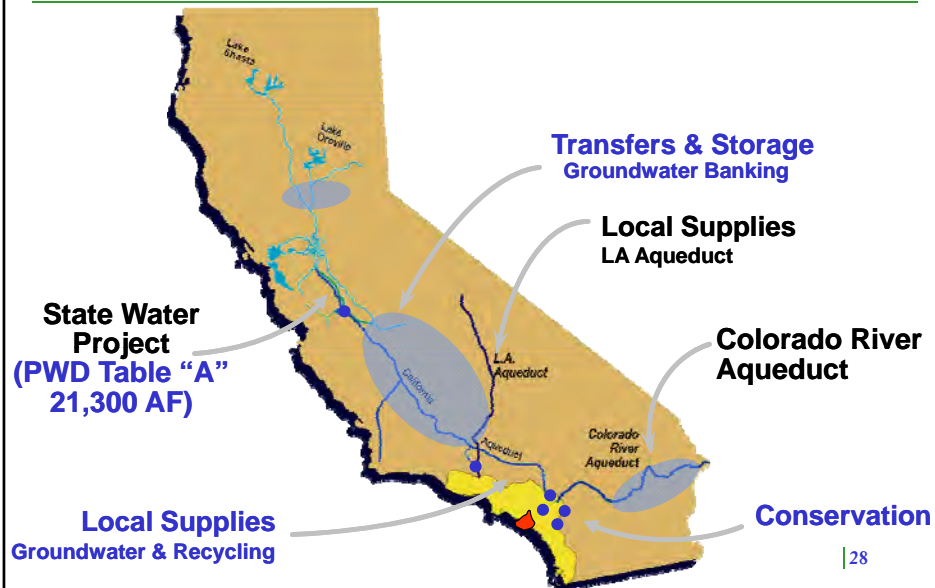 Lake
Shasta
Lake
Oroville
Transfers & Storage
Groundwater Banking
Local Supplies
LA Aqueduct
State Water
Project
(PWD Table “A”
21,300 AF)
L.A.
Aqueduct
California
Aqueduct
Colorado River
Aqueduct
Colorado
River
Aqueduct
Local Supplies
Groundwater & Recycling
Conservation
28